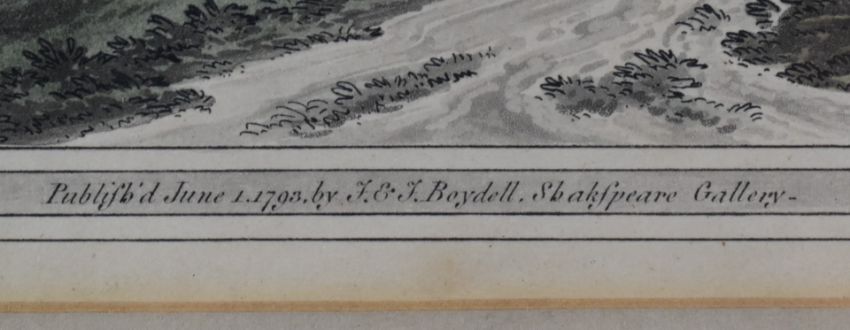 Publiſh'd June 1. 1793. by J. & J. Boydell. Shakſpeare Gallery-